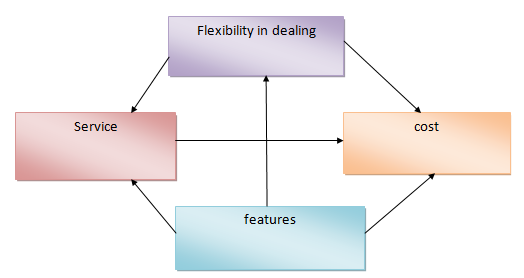 Flexibility in dealing
Service
cost
features